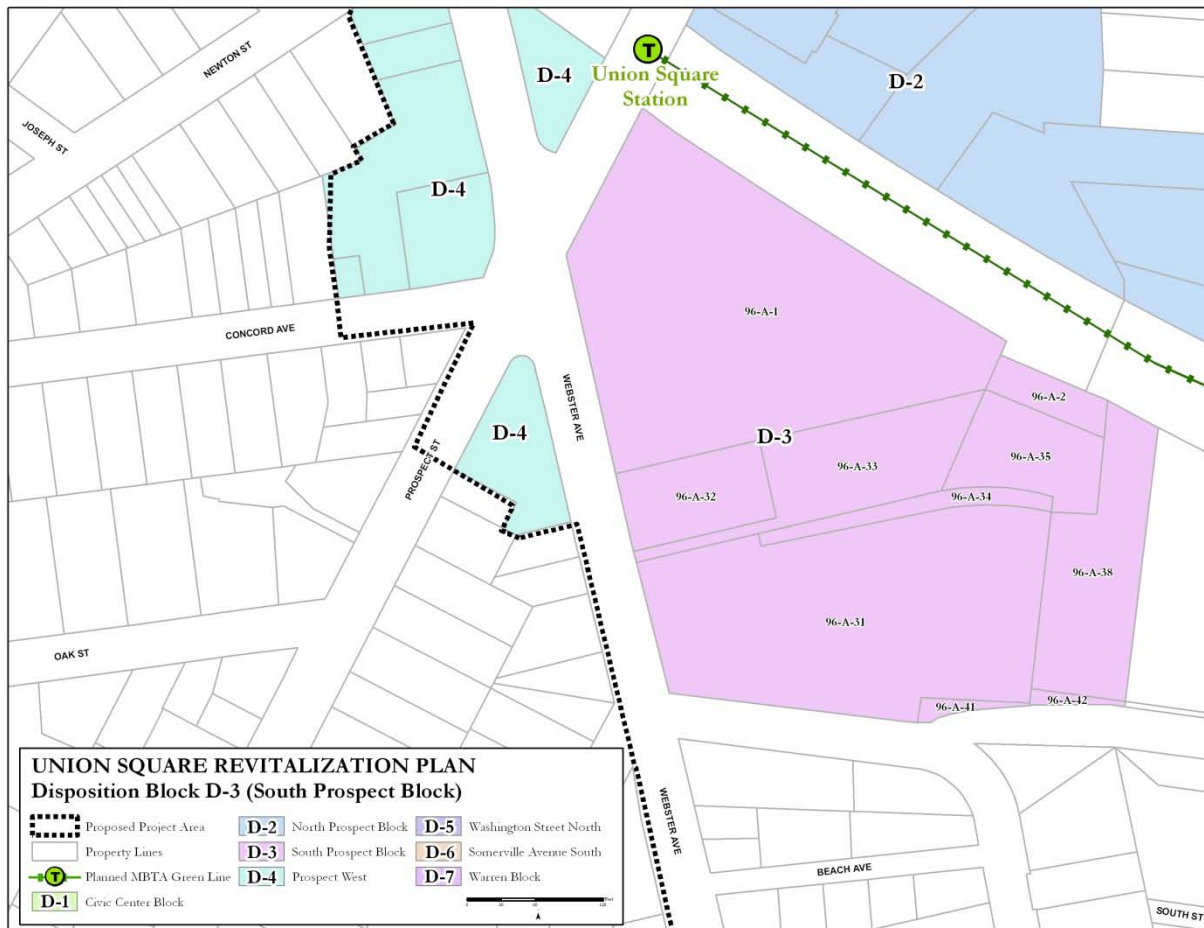 NEWTON ST
JOSEPH ST
D-4
T
Union Square
Station
D-2
D-4
CONCORD AVE
96-A-1
WEBSTER AVE
96-A-2
D-4
D-3
96-A-35
PROSPECT ST
96-A-33
96-A-32
96-A-34
96-A-38
96-A-31
OAK ST
96-A-41
96-A-42
UNION SQUARE REVITALIZATION PLAN
Disposition Block D-3 (South Prospect Block)
Proposed Project Area
D-2 North Prospect Block
D-5 Washington Street North
Property Lines
D-3 South Prospect Block
D-6 Somerville Avenue South
T Planned MBTA Green Line
D-4 Prospect West
D-7 Warren Block
D-1 Civic Center Block
WEBSTER AVE
BEACH AVE
SOUTH ST